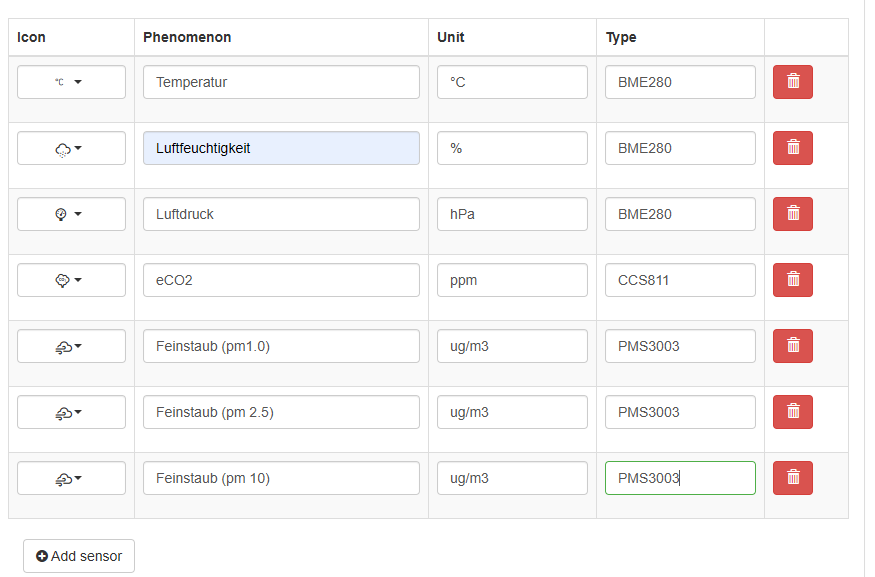 Icon Phenomenon Unit Type
°C Temperatur °C BME280
Luftfeuchtigkeit % BME280
Luftdruck hPa BME280
eCO2 ppm CCS811
Feinstaub (pm1.0) ug/m3 PMS3003
Feinstaub (pm 2.5) ug/m3 PMS3003
Feinstaub (pm 10) ug/m3 PMS3003
Add sensor